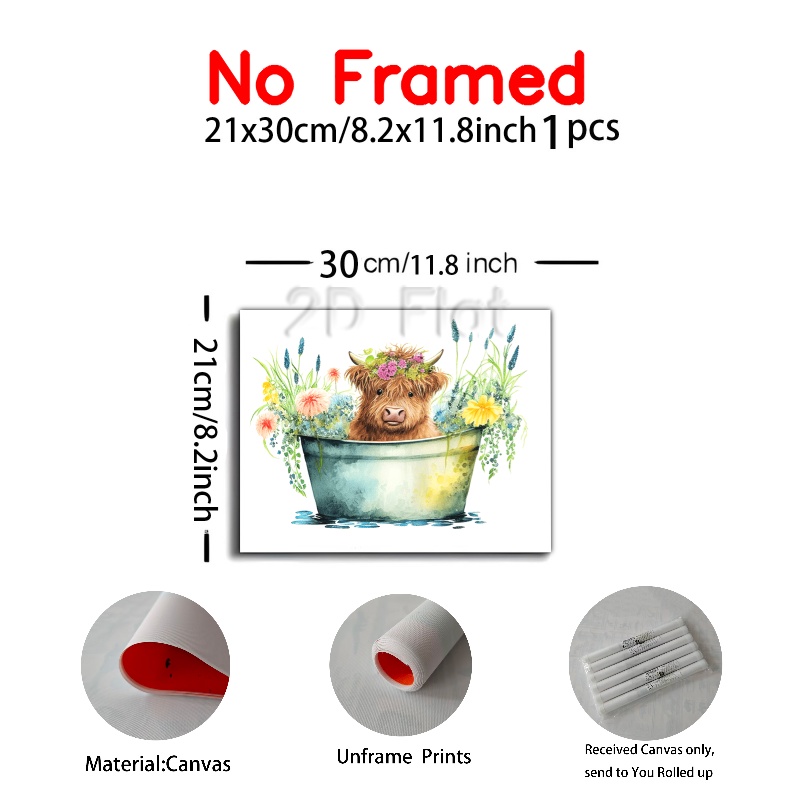 No Framed
21x30cm/8.2x11.8inch 1 pcs
30 cm/11.8 inch
2D Flat
21cm/8.2inch
Material:Canvas
Unframe Prints
Received Canvas only,
send to You Rolled up